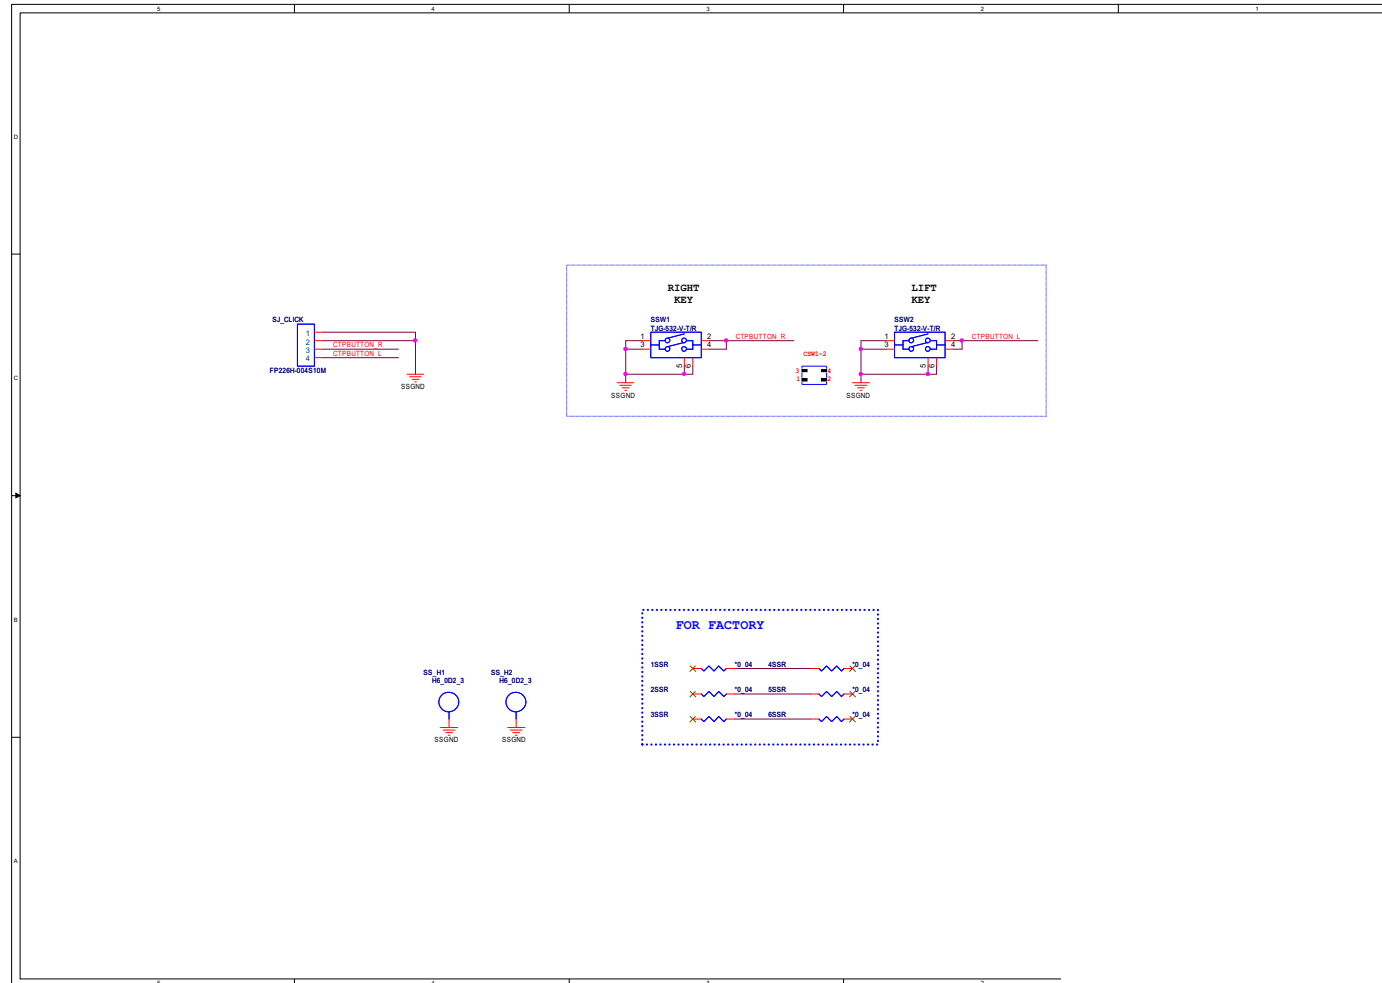 5 4 3 2 1
D
RIGHT
KEY
LIFT
KEY
SJ_CLICK
1
2
3
4
CTPBUTTON_R
CTPBUTTON_L
FP226H-004S10M
SSGND
SSW1
TJG-532-V-T/R
1
3
2
4
5
6
CTPBUTTON_R
SSGND
CSW1~2
3
4
1
2
SSW2
TJG-532-V-T/R
1
3
2
4
5
6
CTPBUTTON_L
SSGND
C
B
FOR FACTORY
1SSR *0_04 4SSR *0_04
2SSR *0_04 5SSR *0_04
3SSR *0_04 6SSR *0_04
SS_H1
H6_0D2_3
SSGND
SS_H2
H6_0D2_3
SSGND
A